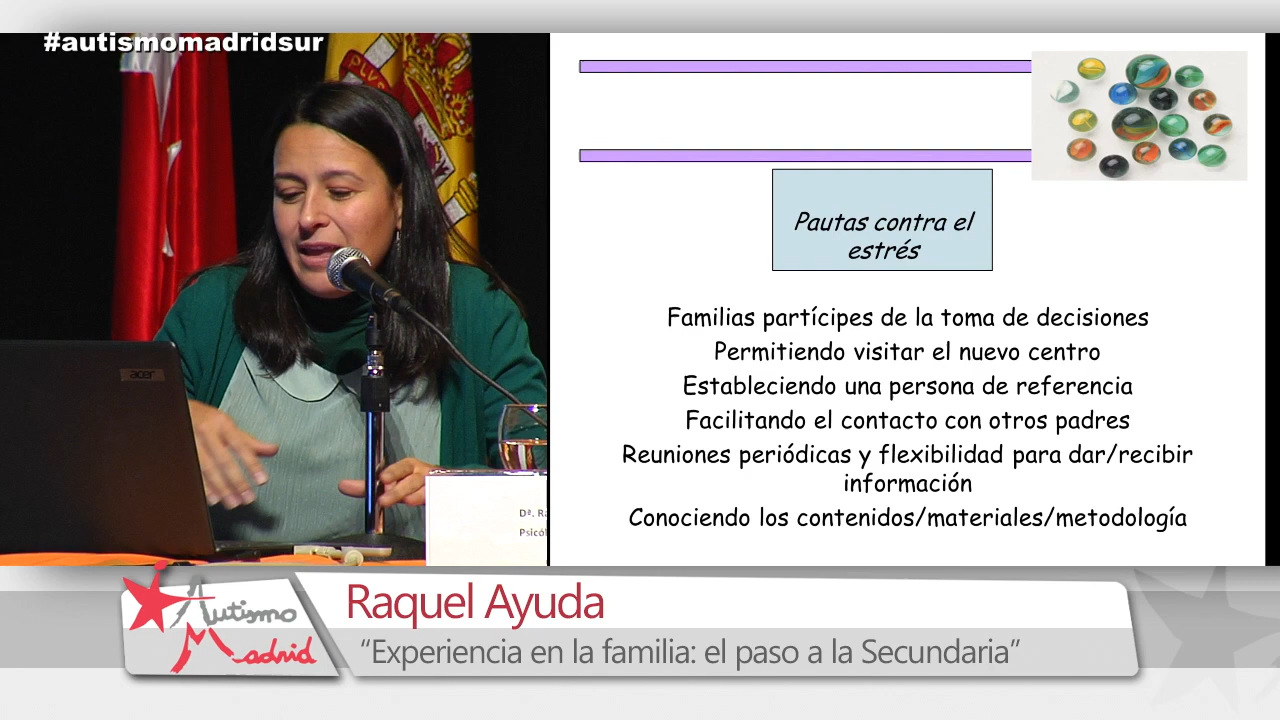 #autismomadridsur
acer
Dª.
Pautas contra el
estrés
Familias partícipes de la toma de decisiones
Permitiendo visitar el nuevo centro
Estableciendo una persona de referencia
Facilitando el contacto con otros padres
Reuniones periódicas y flexibilidad para dar/recibir
información
Conociendo los contenidos/materiales/metodología
Autismo
Madrid
Raquel Ayuda
“Experiencia en la familia: el paso a la Secundaria”